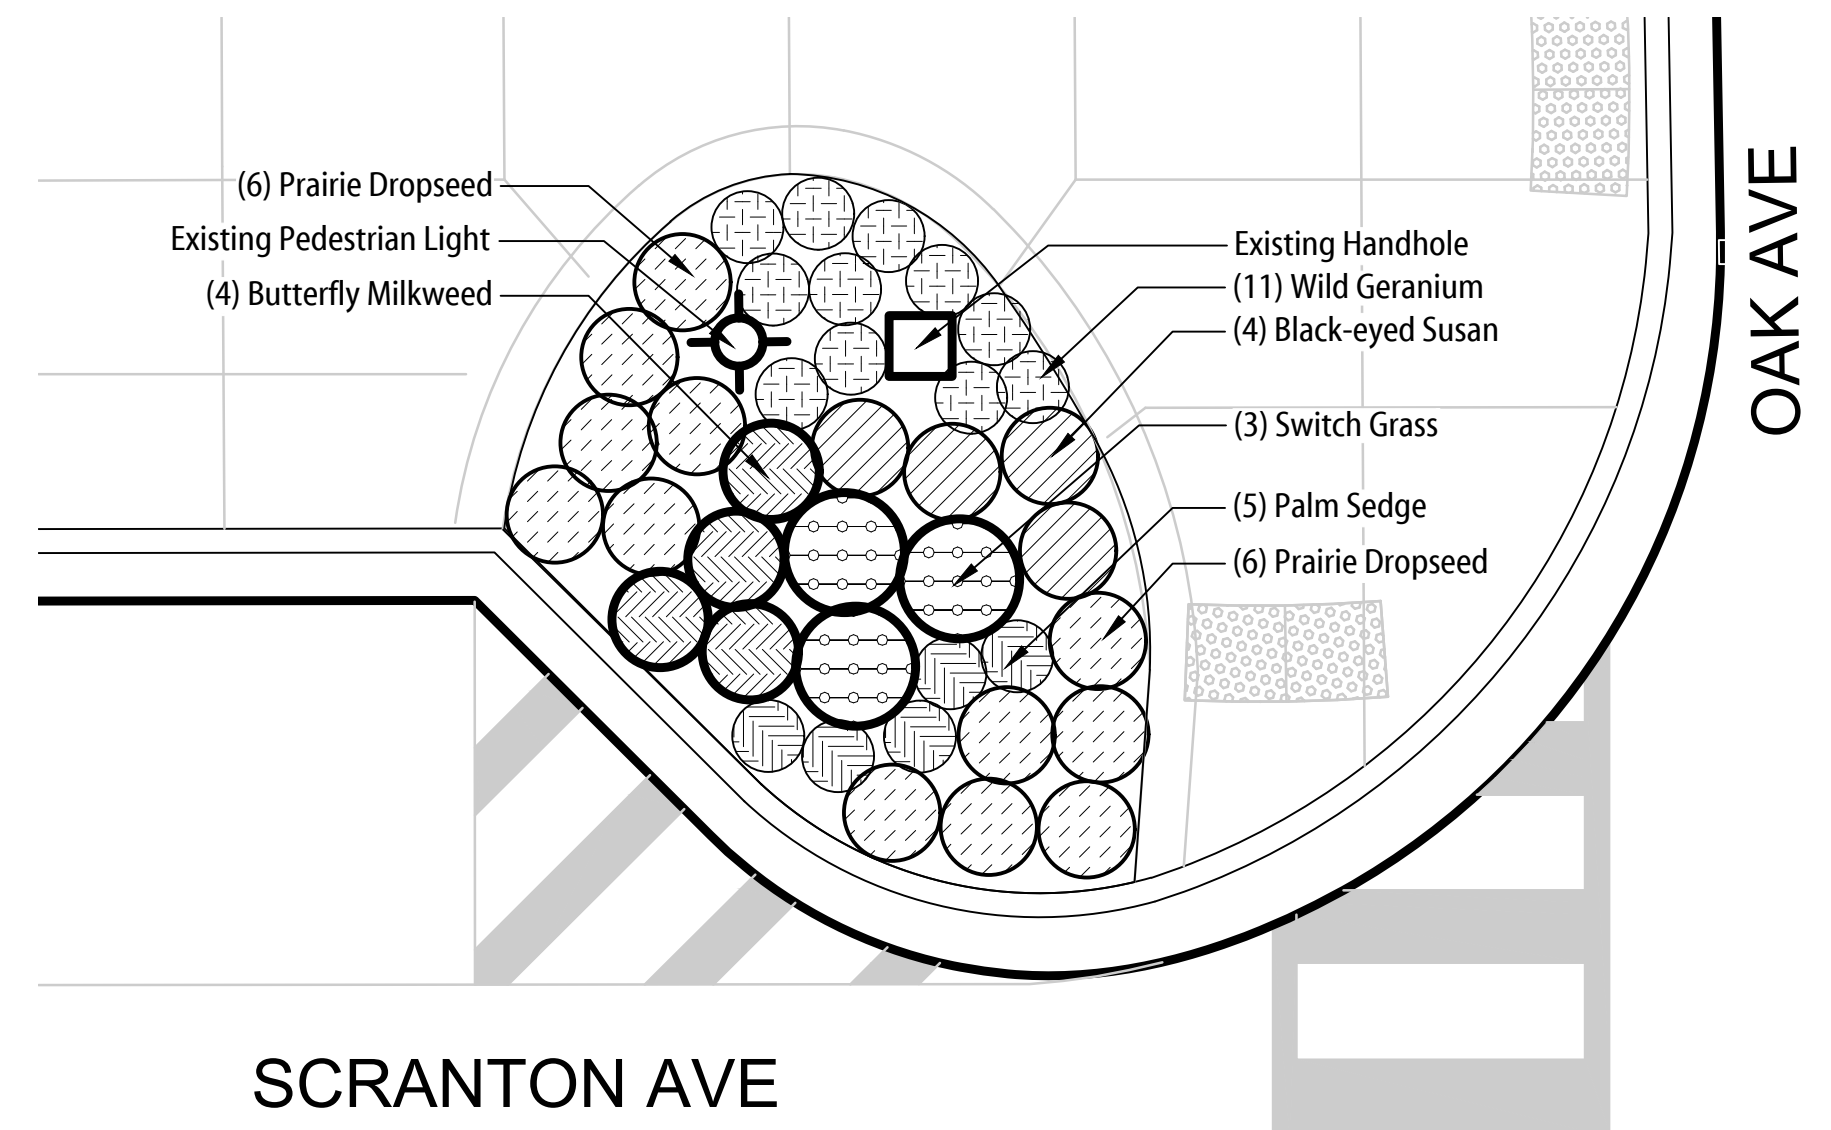 (6) Prairie Dropseed
Existing Pedestrian Light
(4) Butterfly Milkweed
Existing Handhole
(11) Wild Geranium
(4) Black-eyed Susan
(3) Switch Grass
(5) Palm Sedge
(6) Prairie Dropseed
OAK AVE
SCRANTON AVE